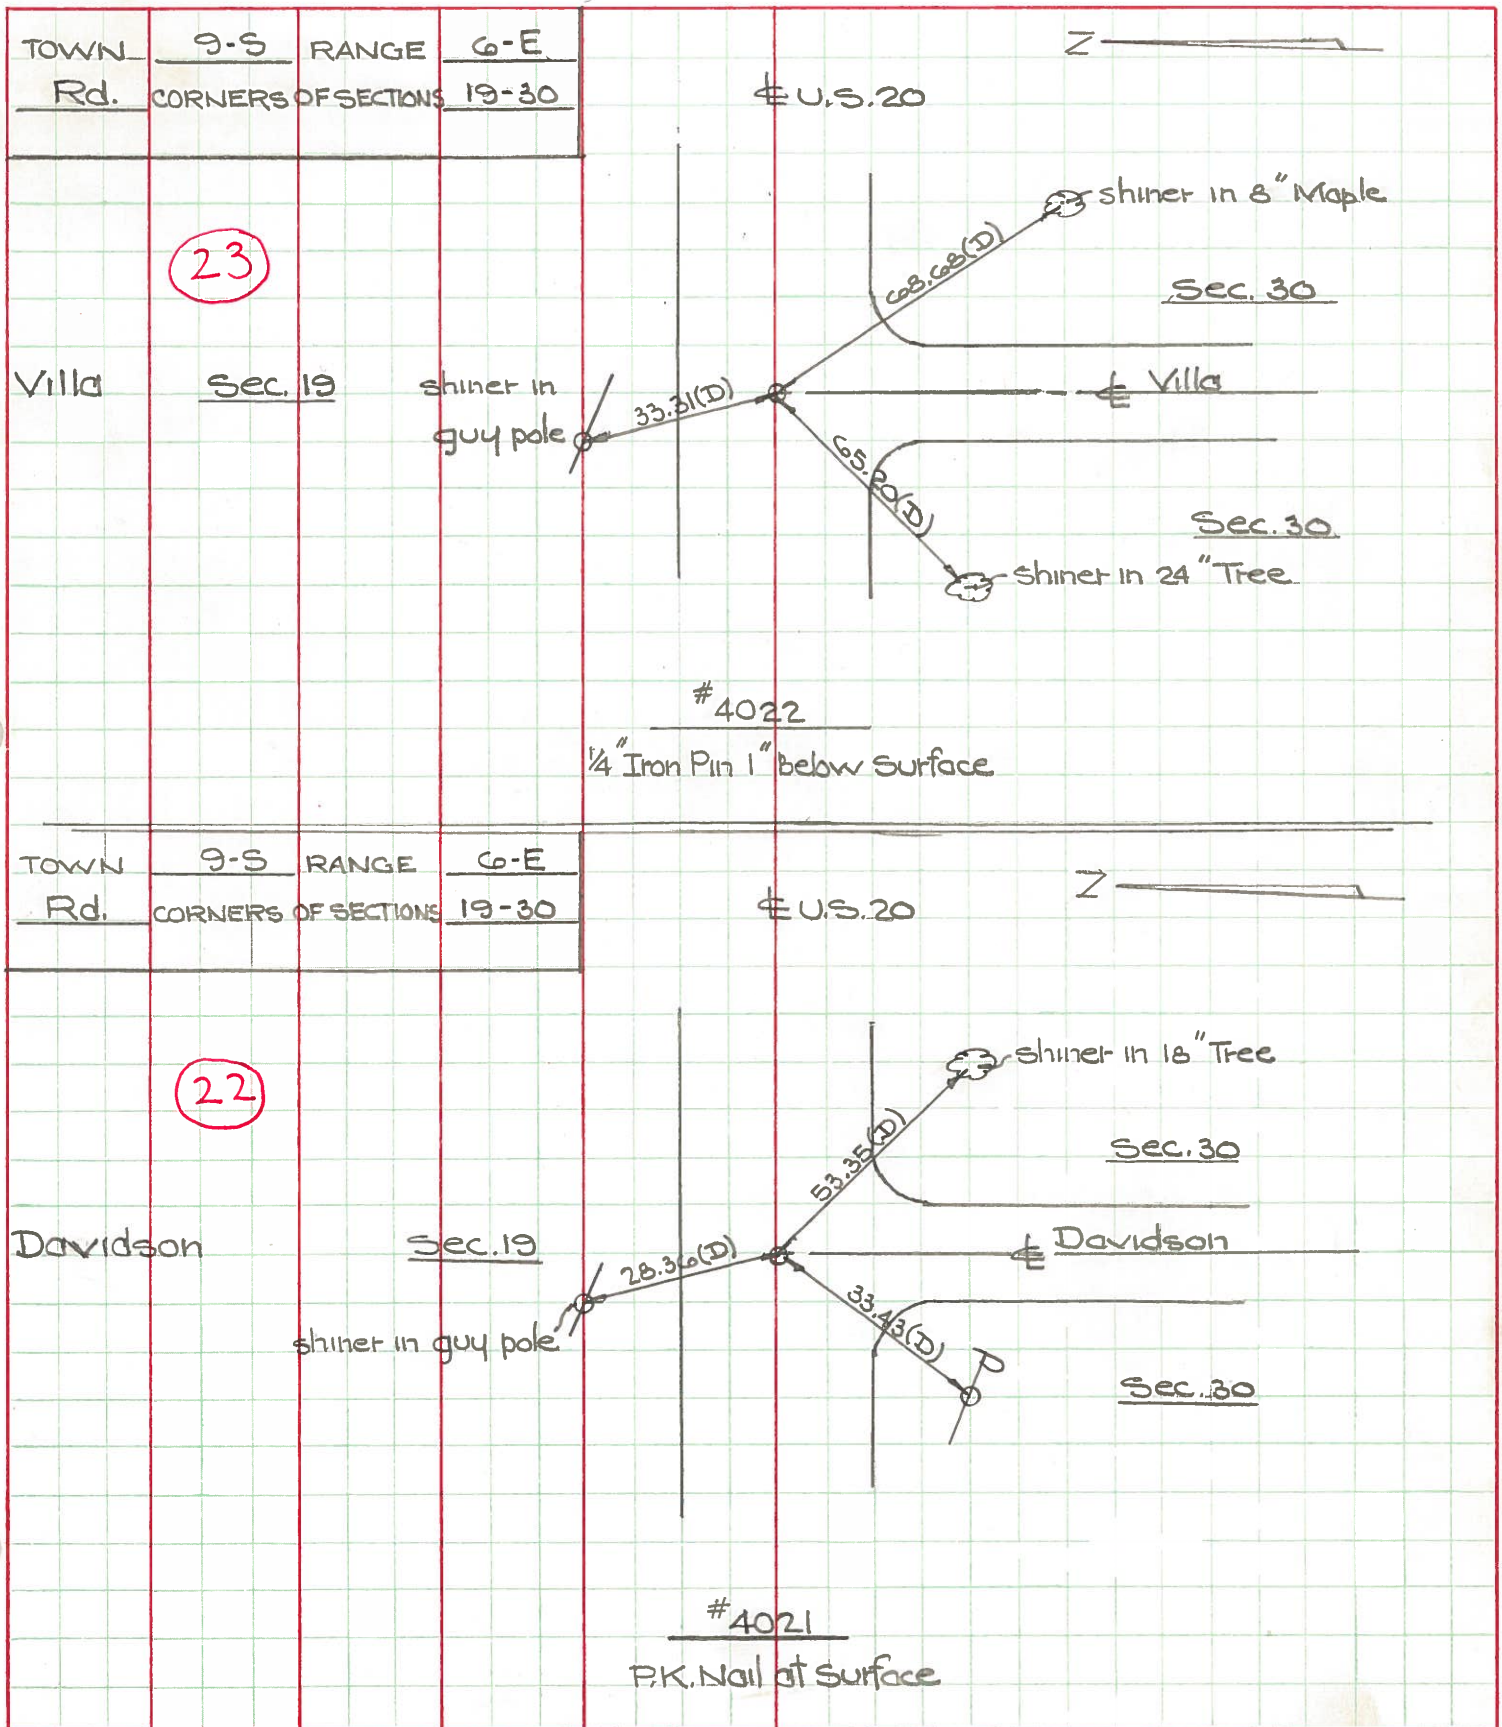 TOWN 9-S RANGE 6-E
Rd. CORNERS OF SECTIONS 19-30
Z
℄ U.S.20
shiner in 8" Maple
23
68.68(D)
Sec. 30
Villa
Sec. 19
shiner in
guy pole
33.31(D)
℄ Villa
65.20(D)
Sec. 30
shiner in 24" Tree
#4022
1/4" Iron Pin 1" below surface
TOWN 9-S RANGE 6-E
Rd. CORNERS OF SECTIONS 19-30
Z
℄ U.S.20
shiner in 18" Tree
22
53.35(D)
Sec. 30
Davidson
Sec. 19
28.36(D)
℄ Davidson
shiner in guy pole
33.43(D)
P
Sec. 30
#4021
P.K. Nail at Surface